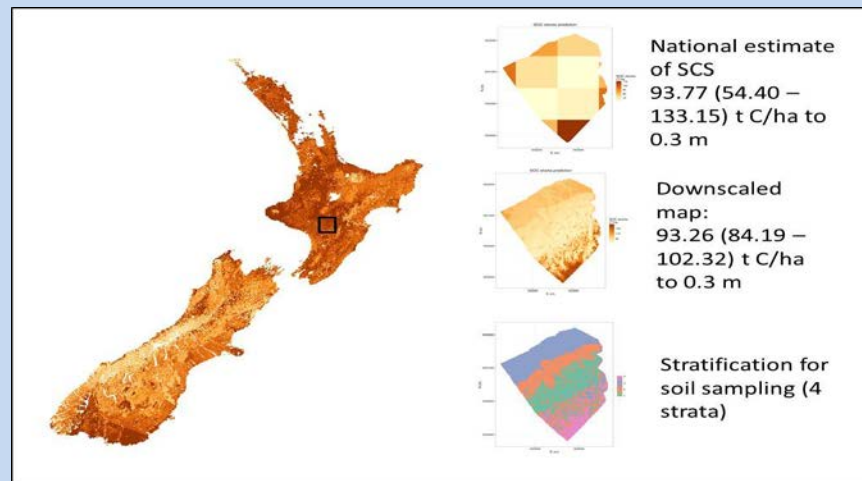 National estimate
of SCS
93.77 (54.40 –
133.15) t C/ha to
0.3 m
Downscaled
map:
93.26 (84.19 –
102.32) t C/ha
to 0.3 m
Stratification for
soil sampling (4
strata)